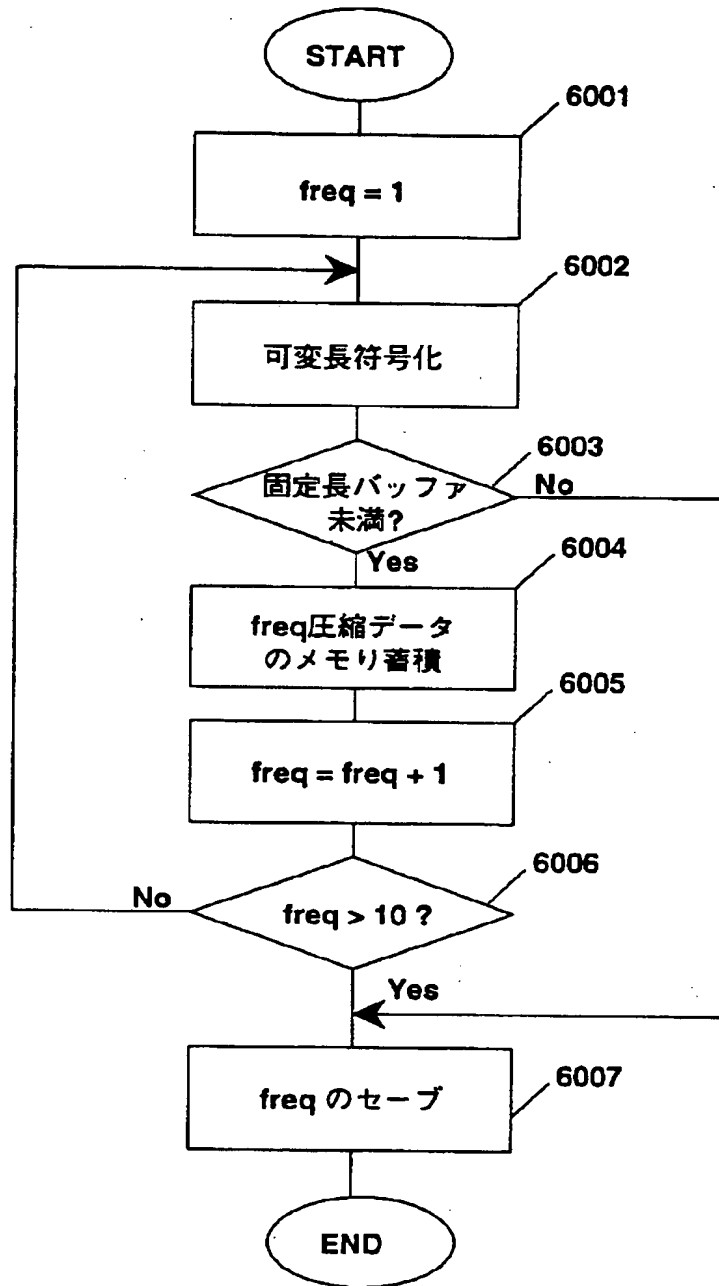 START
6001
freq = 1
6002
可変長符号化
6003
固定長バッファ
未満?
No
Yes
6004
freq圧縮データ
のメモリ蓄積
6005
freq = freq + 1
6006
No
freq > 10 ?
Yes
6007
freq のセーブ
END